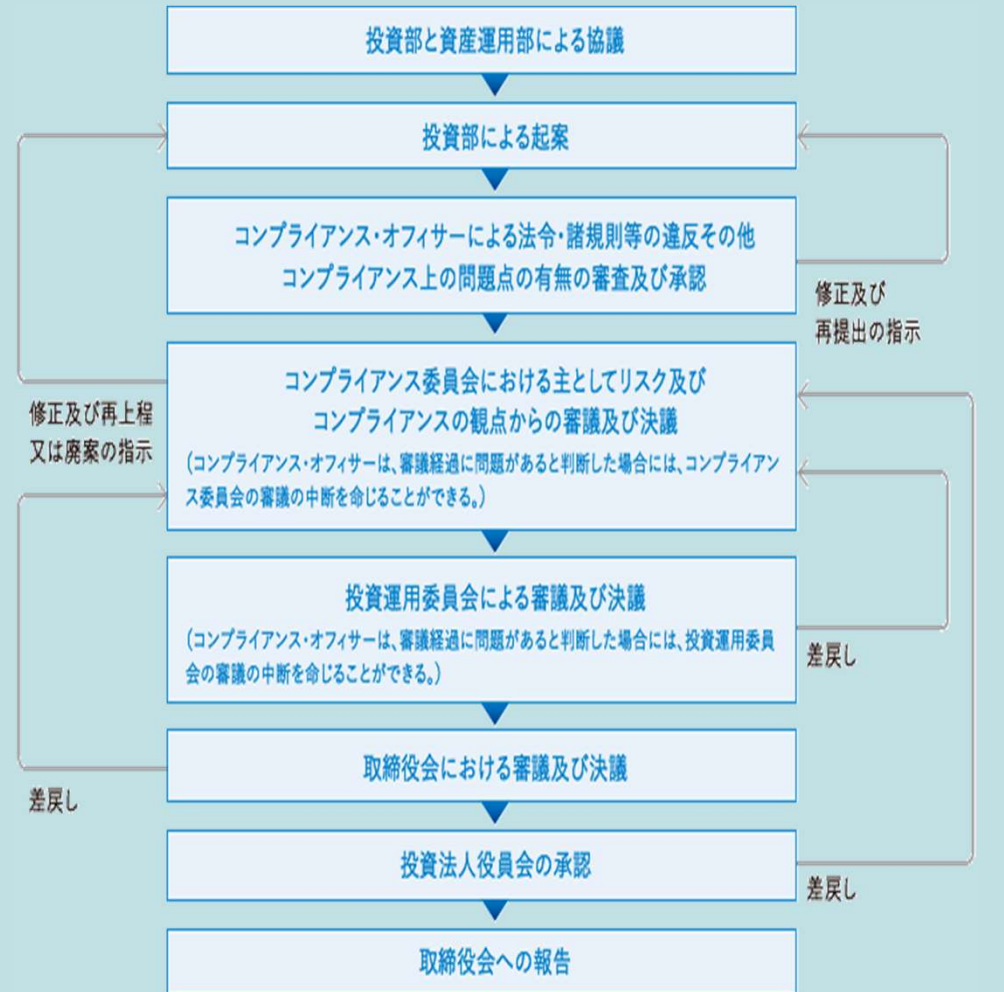 投資部と資産運用部による協議
投資部による起案
コンプライアンス・オフィサーによる法令・諸規則等の違反その他
コンプライアンス上の問題点の有無の審査及び承認
修正及び
再提出の指示
コンプライアンス委員会における主としてリスク及び
コンプライアンスの観点からの審議及び決議
(コンプライアンス・オフィサーは、審議経過に問題があると判断した場合には、コンプライアン
ス委員会の審議の中断を命じることができる。)
修正及び再上程
又は廃案の指示
投資運用委員会による審議及び決議
(コンプライアンス・オフィサーは、審議経過に問題があると判断した場合には、投資運用委員
会の審議の中断を命じることができる。)
差戻し
取締役会における審議及び決議
差戻し
投資法人役員会の承認
差戻し
取締役会への報告